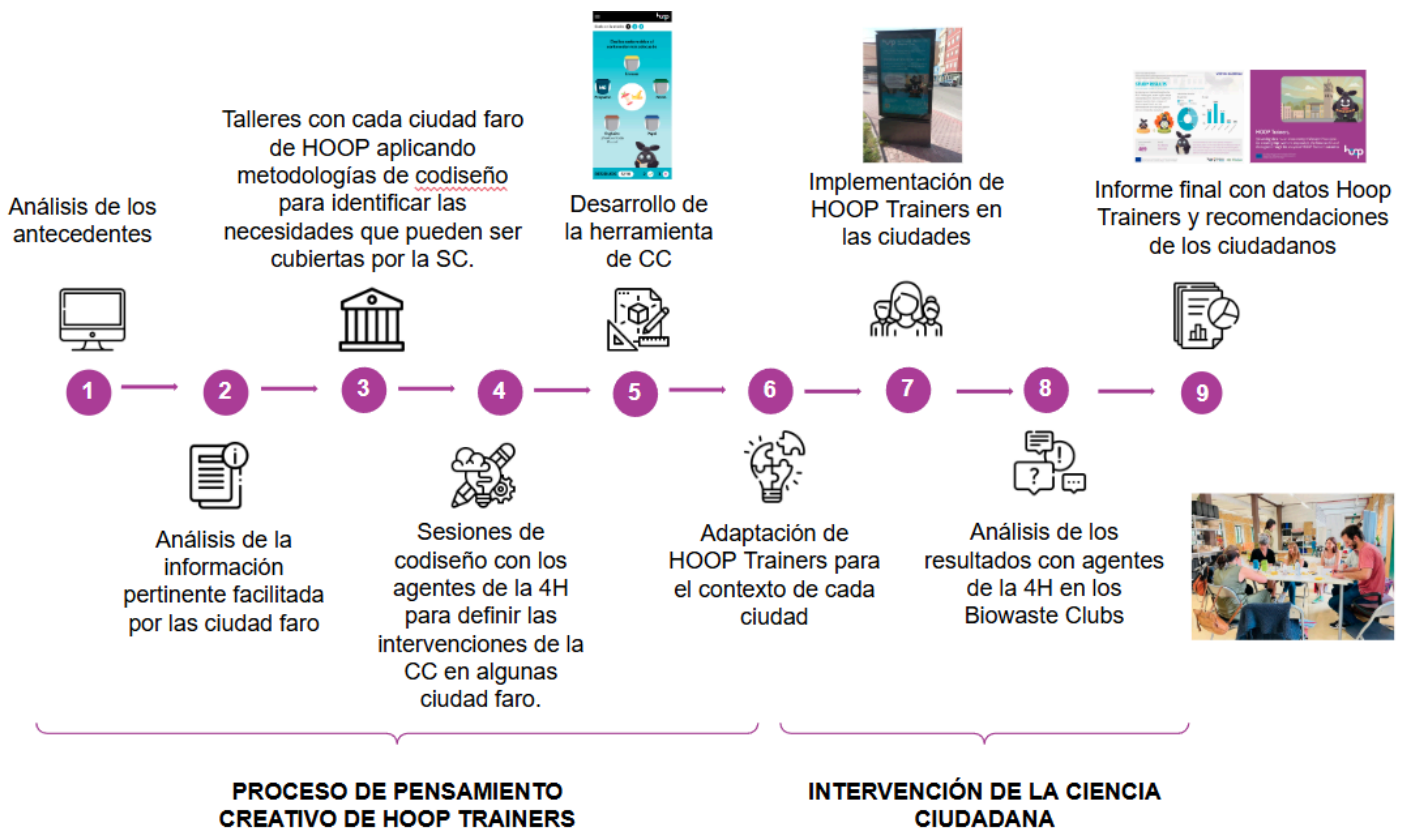 Análisis de los
antecedentes
1
Análisis de la
información
pertinente facilitada
por las ciudad faro
2
Talleres con cada ciudad faro
de HOOP aplicando
metodologías de codiseño
para identificar las
necesidades que pueden ser
cubiertas por la SC.
3
Sesiones de
codiseño con los
agentes de la 4H
para definir las
intervenciones de la
CC en algunas
ciudad faro.
4
Desarrollo de
la herramienta
de CC
5
Adaptación de
HOOP Trainers para
el contexto de cada
ciudad
6
Implementación de
HOOP Trainers en
las ciudades
7
Análisis de los
resultados con agentes
de la 4H en los
Biowaste Clubs
8
HOOP Trainers
Informe final con datos Hoop
Trainers y recomendaciones
de los ciudadanos
9
PROCESO DE PENSAMIENTO
CREATIVO DE HOOP TRAINERS
INTERVENCIÓN DE LA CIENCIA
CIUDADANA